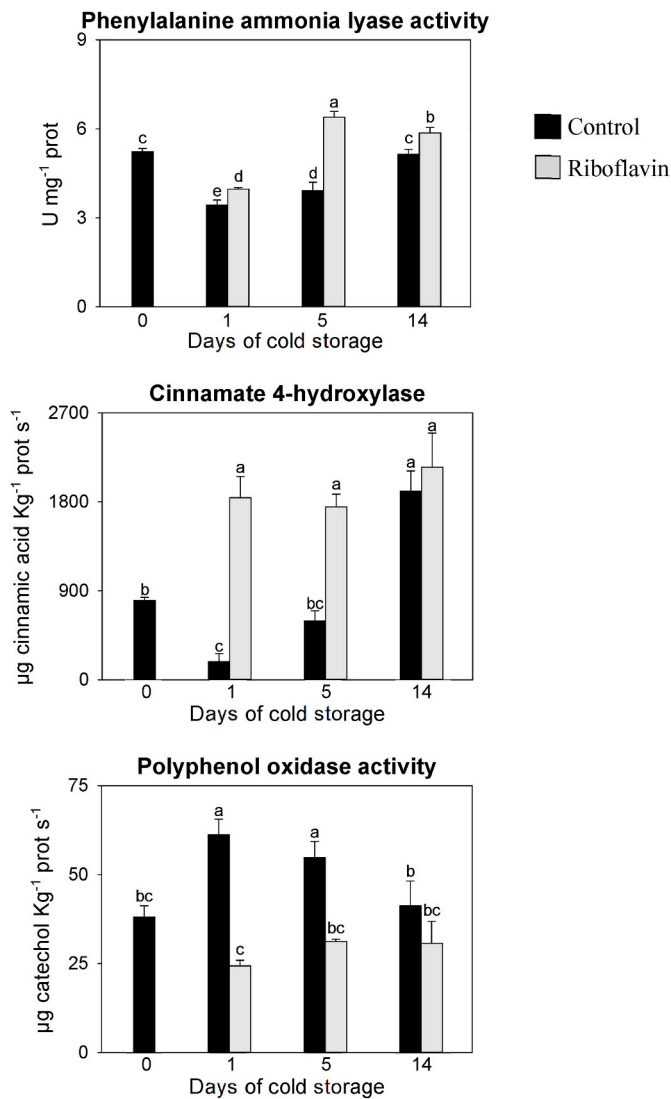 Phenylalanine ammonia lyase activity
9
6
3
0
U mg⁻¹ prot
c
e
d
d
a
c
b
0 1 5 14
Days of cold storage
Control
Riboflavin
Cinnamate 4-hydroxylase
2700
1800
900
0
µg cinnamic acid Kg⁻¹ prot s⁻¹
b
c
a
bc
a
a
a
0 1 5 14
Days of cold storage
Polyphenol oxidase activity
75
50
25
0
µg catechol Kg⁻¹ prot s⁻¹
bc
a
c
a
bc
b
bc
0 1 5 14
Days of cold storage